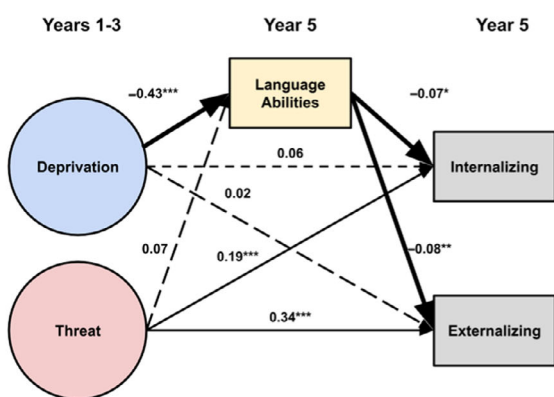 Years 1-3
Year 5
Year 5
–0.43***
Language
Abilities
–0.07*
Deprivation
0.06
Internalizing
0.02
0.07
0.19***
–0.08**
Threat
0.34***
Externalizing